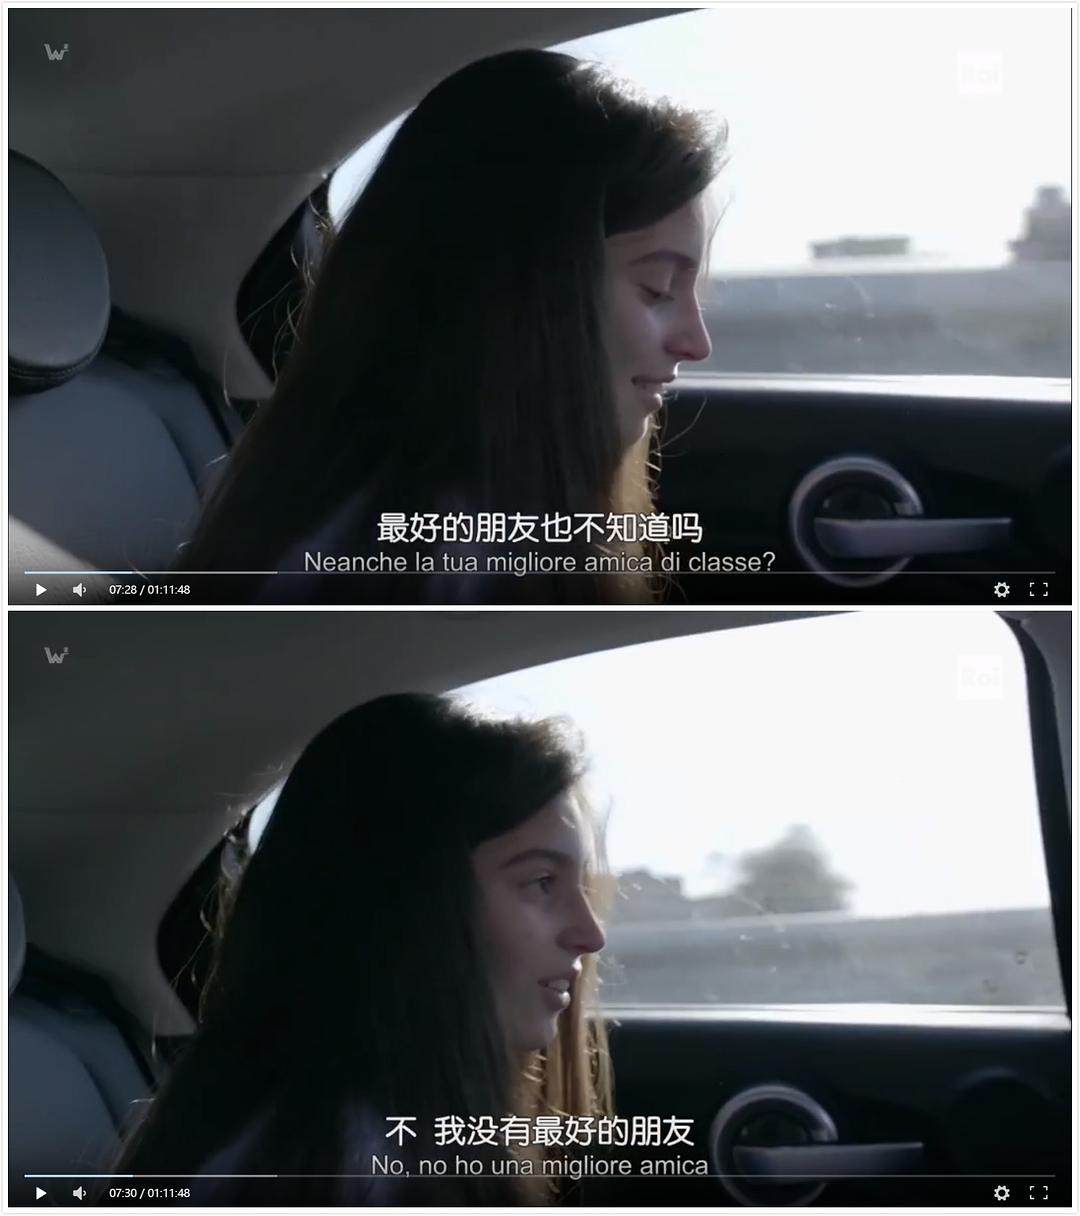 W
Rai
最好的朋友也不知道吗
Neanche la tua migliore amica di classe?
07:28 / 01:11:48
W
Rai
不 我没有最好的朋友
No, no ho una migliore amica
07:30 / 01:11:48